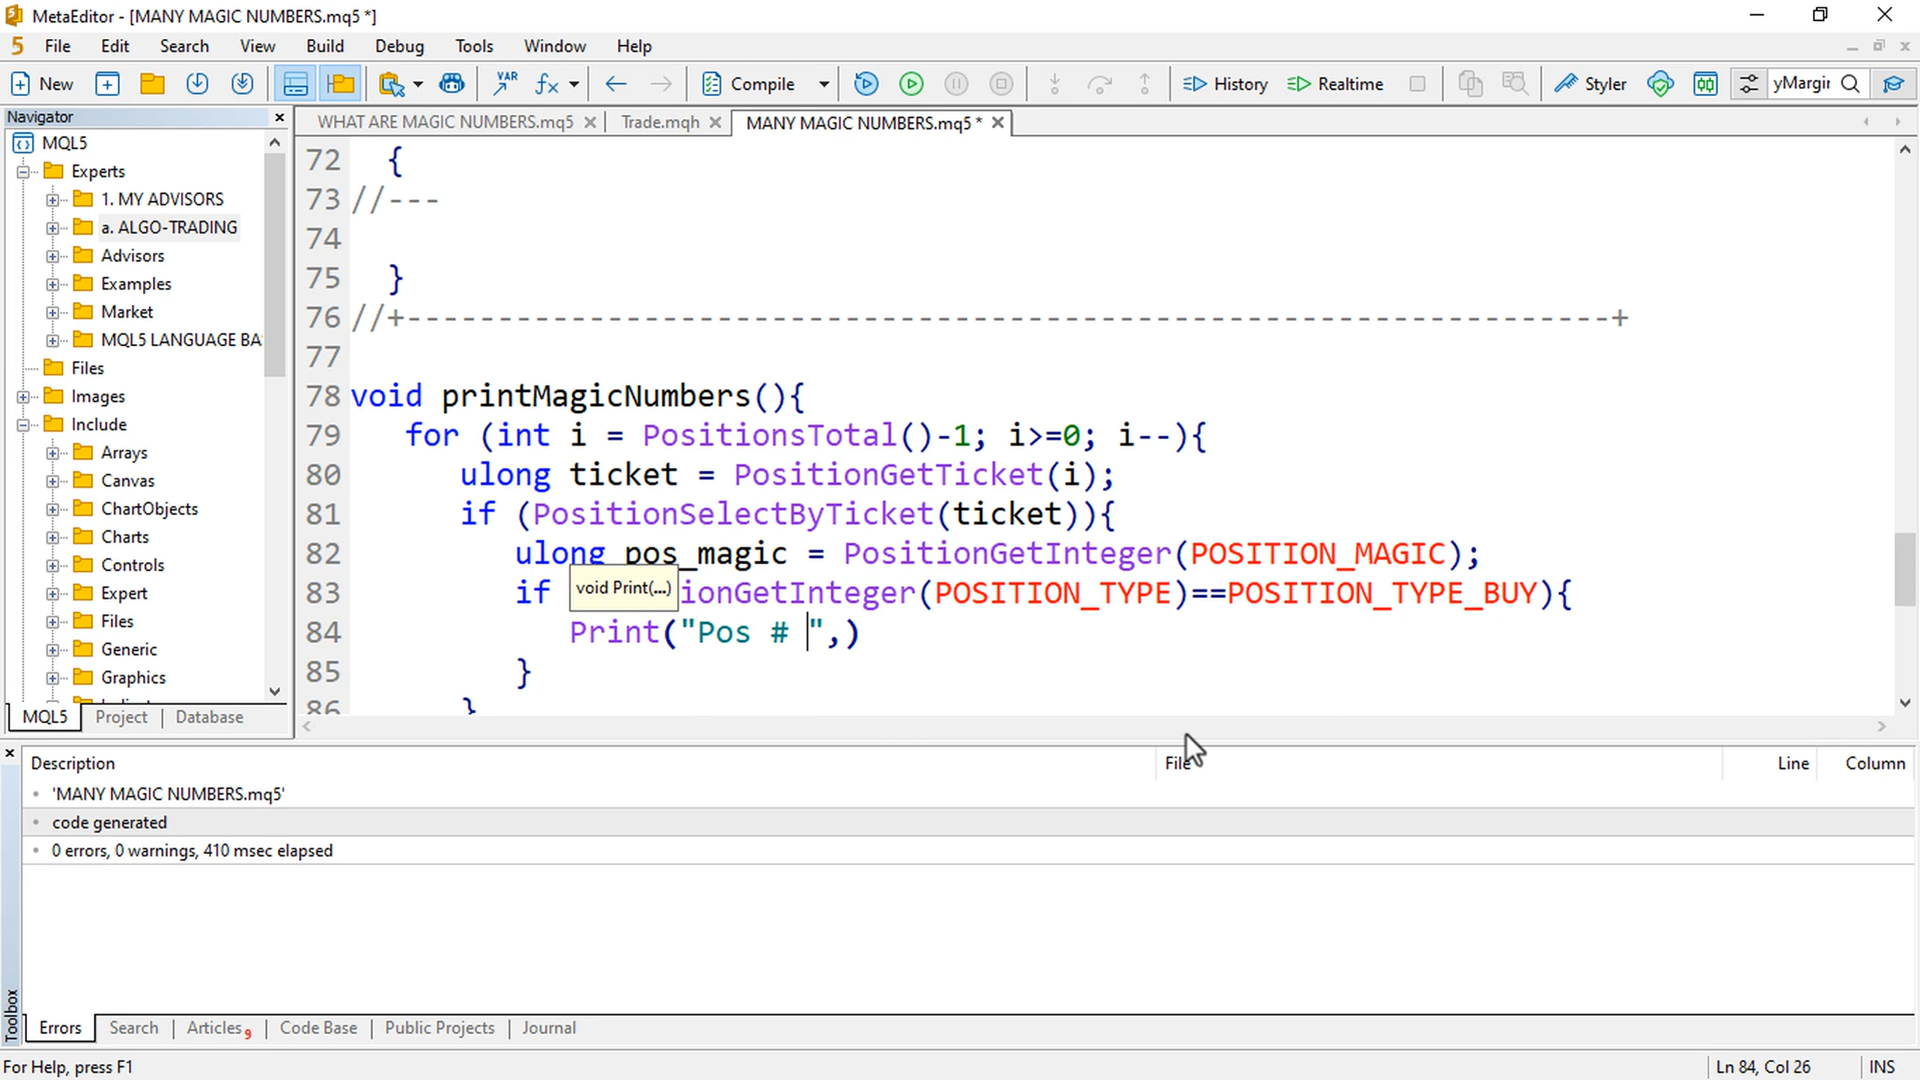 MetaEditor - [MANY MAGIC NUMBERS.mq5 *]
5 File Edit Search View Build Debug Tools Window Help
New VAR Compile History Realtime Styler yMargir
Navigator
MQL5
Experts
1. MY ADVISORS
a. ALGO-TRADING
Advisors
Examples
Market
MQL5 LANGUAGE BA
Files
Images
Include
Arrays
Canvas
ChartObjects
Charts
Controls
Expert
Files
Generic
Graphics
MQL5 Project Database
WHAT ARE MAGIC NUMBERS.mq5 Trade.mqh MANY MAGIC NUMBERS.mq5 *
72 {
73 //---
74
75 }
76 //+------------------------------------------------------------------+
77
78 void printMagicNumbers(){
79 for (int i = PositionsTotal()-1; i>=0; i--){
80 ulong ticket = PositionGetTicket(i);
81 if (PositionSelectByTicket(ticket)){
82 ulong pos_magic = PositionGetInteger(POSITION_MAGIC);
void Print(...)
83 if ionGetInteger(POSITION_TYPE)==POSITION_TYPE_BUY){
84 Print("Pos # ",)
85 }
86 }
Description File Line Column
'MANY MAGIC NUMBERS.mq5'
code generated
0 errors, 0 warnings, 410 msec elapsed
Toolbox
Errors Search Articles 9 Code Base Public Projects Journal
For Help, press F1 Ln 84, Col 26 INS